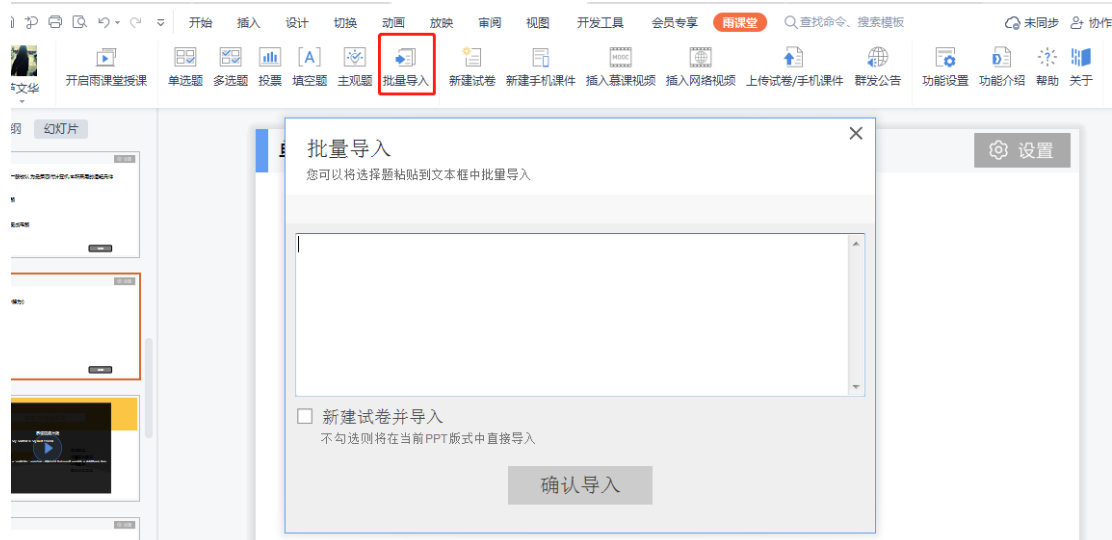 开始 插入 设计 切换 动画 放映 审阅 视图 开发工具 会员专享 雨课堂 查找命令、搜索模板 未同步 协作
文华 开启雨课堂授课 单选题 多选题 投票 填空题 主观题 批量导入 新建试卷 新建手机课件 插入慕课视频 插入网络视频 上传试卷/手机课件 群发公告 功能设置 功能介绍 帮助 关于
纲 幻灯片
设置
批量导入
您可以将选择题粘贴到文本框中批量导入
新建试卷并导入
不勾选则将在当前PPT版式中直接导入
确认导入